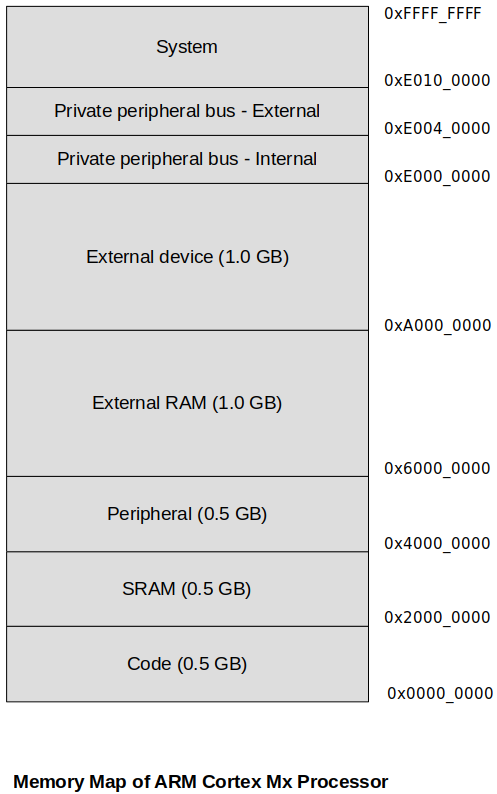 0xFFFF_FFFF
System
0xE010_0000
Private peripheral bus - External
0xE004_0000
Private peripheral bus - Internal
0xE000_0000
External device (1.0 GB)
0xA000_0000
External RAM (1.0 GB)
0x6000_0000
Peripheral (0.5 GB)
0x4000_0000
SRAM (0.5 GB)
0x2000_0000
Code (0.5 GB)
0x0000_0000
Memory Map of ARM Cortex Mx Processor